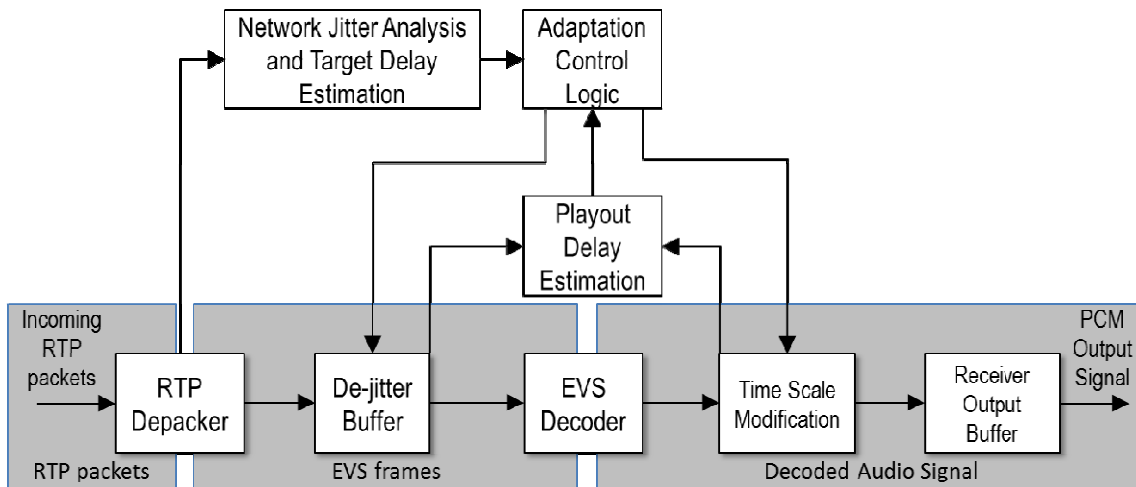 Network Jitter Analysis
and Target Delay
Estimation
Adaptation
Control
Logic
Playout
Delay
Estimation
Incoming
RTP
packets
PCM
Output
Signal
RTP
Depacker
De-jitter
Buffer
EVS
Decoder
Time Scale
Modification
Receiver
Output
Buffer
RTP packets
EVS frames
Decoded Audio Signal